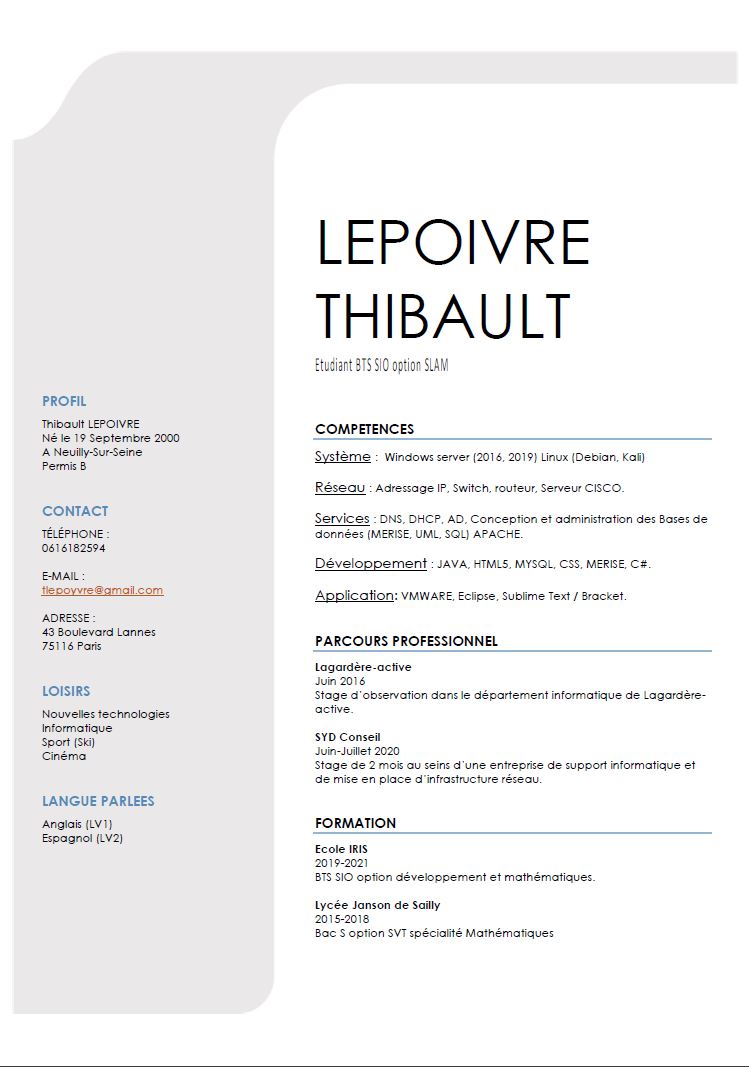 LEPOIVRE
THIBAULT
Etudiant BTS SIO option SLAM
PROFIL
Thibault LEPOIVRE
Né le 19 Septembre 2000
A Neuilly-Sur-Seine
Permis B
CONTACT
TÉLÉPHONE :
0616182594
E-MAIL :
tlepoyvre@gmail.com
ADRESSE :
43 Boulevard Lannes
75116 Paris
LOISIRS
Nouvelles technologies
Informatique
Sport (Ski)
Cinéma
LANGUE PARLEES
Anglais (LV1)
Espagnol (LV2)
COMPETENCES
Système : Windows server (2016, 2019) Linux (Debian, Kali)
Réseau : Adressage IP, Switch, routeur, Serveur CISCO.
Services : DNS, DHCP, AD, Conception et administration des Bases de
données (MERISE, UML, SQL) APACHE.
Développement : JAVA, HTML5, MYSQL, CSS, MERISE, C#.
Application: VMWARE, Eclipse, Sublime Text / Bracket.
PARCOURS PROFESSIONNEL
Lagardère-active
Juin 2016
Stage d'observation dans le département informatique de Lagardère-
active.
SYD Conseil
Juin-Juillet 2020
Stage de 2 mois au seins d'une entreprise de support informatique et
de mise en place d'infrastructure réseau.
FORMATION
Ecole IRIS
2019-2021
BTS SIO option développement et mathématiques.
Lycée Janson de Sailly
2015-2018
Bac S option SVT spécialité Mathématiques